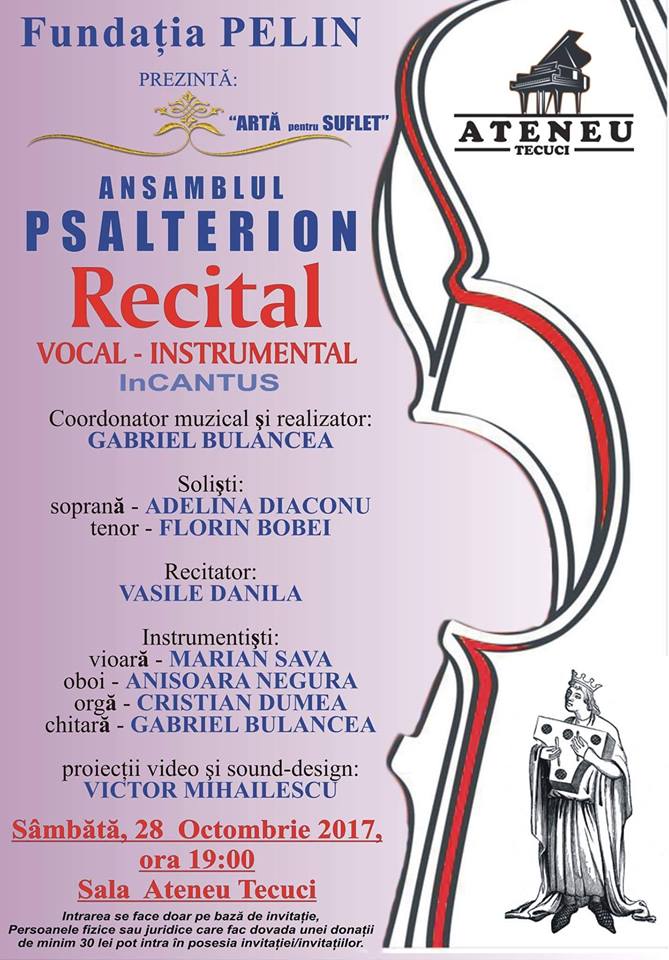 Fundația PELIN
PREZINTĂ:
"ARTĂ pentru SUFLET"
ATENEU
TECUCI
ANSAMBLUL
PSALTERION
Recital
VOCAL - INSTRUMENTAL
InCANTUS
Coordonator muzical și realizator:
GABRIEL BULANCEA
Soliști:
soprană - ADELINA DIACONU
tenor - FLORIN BOBEI
Recitator:
VASILE DANILA
Instrumentiști:
vioară - MARIAN SAVA
oboi - ANISOARA NEGURA
orgă - CRISTIAN DUMEA
chitară - GABRIEL BULANCEA
proiecții video și sound-design:
VICTOR MIHAILESCU
Sâmbătă, 28 Octombrie 2017,
ora 19:00
Sala Ateneu Tecuci
Intrarea se face doar pe bază de invitație,
Persoanele fizice sau juridice care fac dovada unei donații
de minim 30 lei pot intra în posesia invitației/invitațiilor.